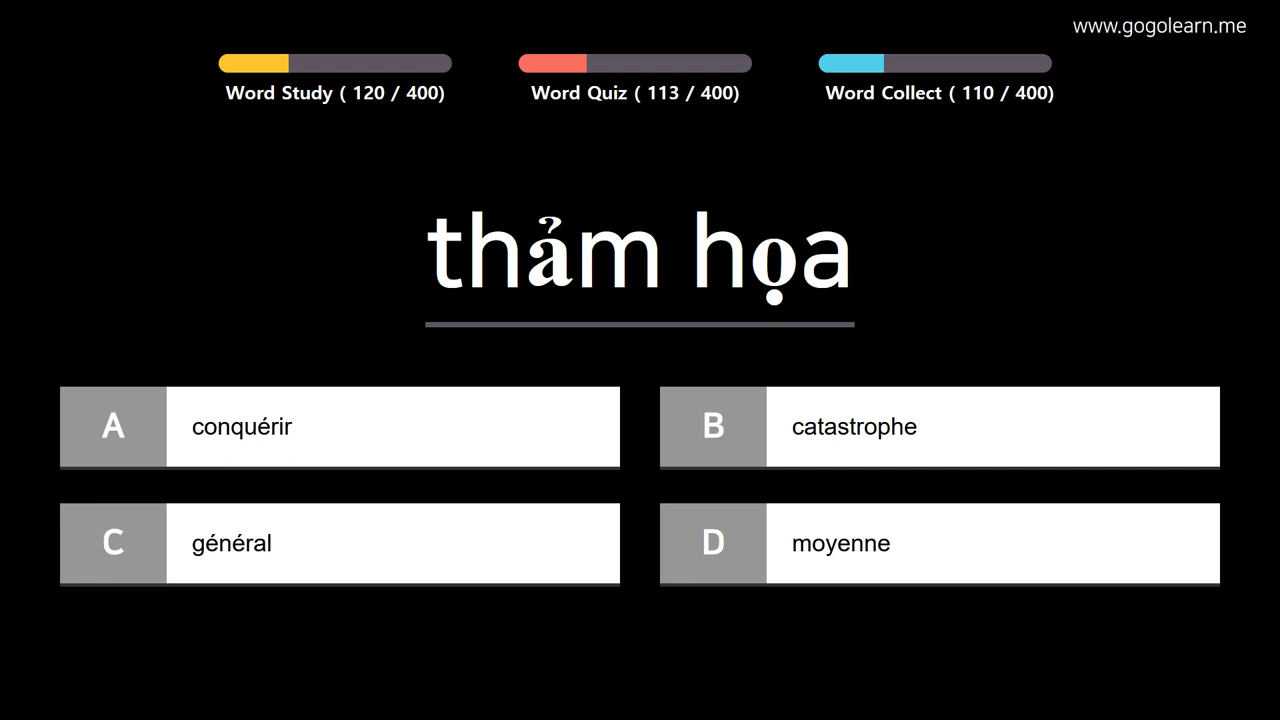 www.gogolearn.me
Word Study ( 120 / 400)
Word Quiz ( 113 / 400)
Word Collect ( 110 / 400)
thảm họa
A
conquérir
B
catastrophe
C
général
D
moyenne